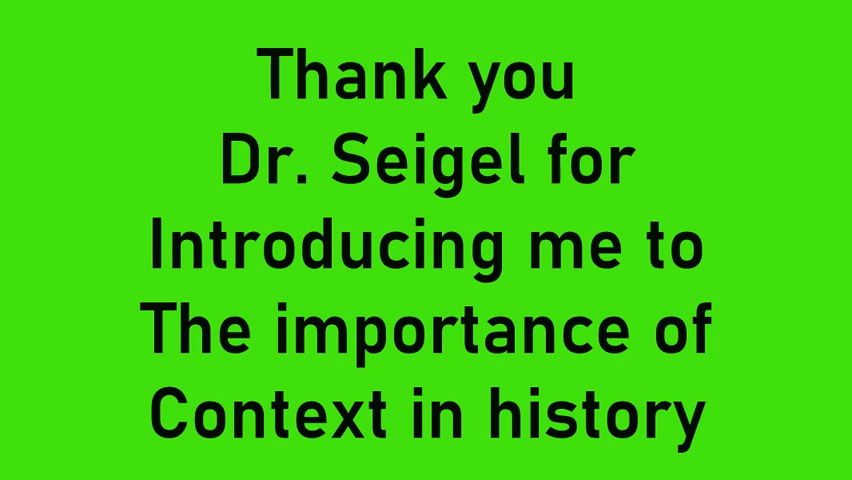 Thank you
Dr. Seigel for
Introducing me to
The importance of
Context in history